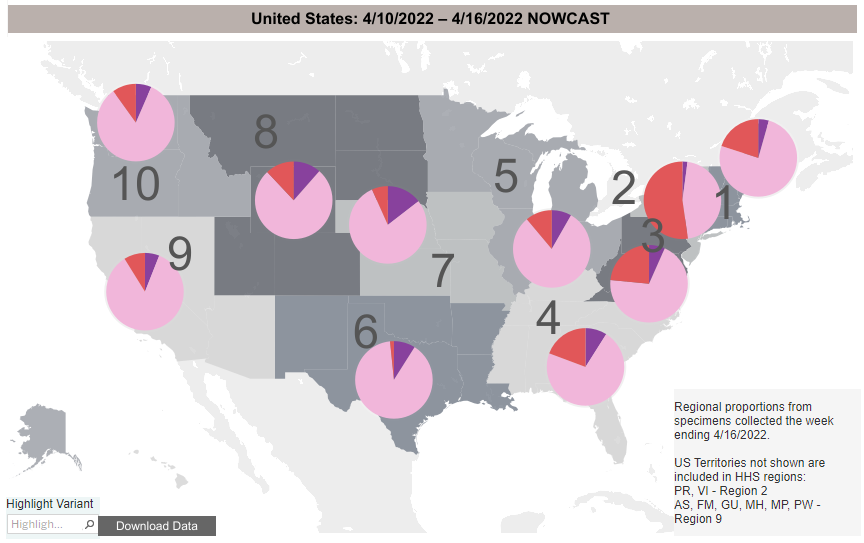 United States: 4/10/2022 – 4/16/2022 NOWCAST
8
10
5
2
1
9
3
7
4
6
Regional proportions from
specimens collected the week
ending 4/16/2022.
US Territories not shown are
included in HHS regions:
PR, VI - Region 2
AS, FM, GU, MH, MP, PW -
Region 9
Highlight Variant
Highligh...
Download Data